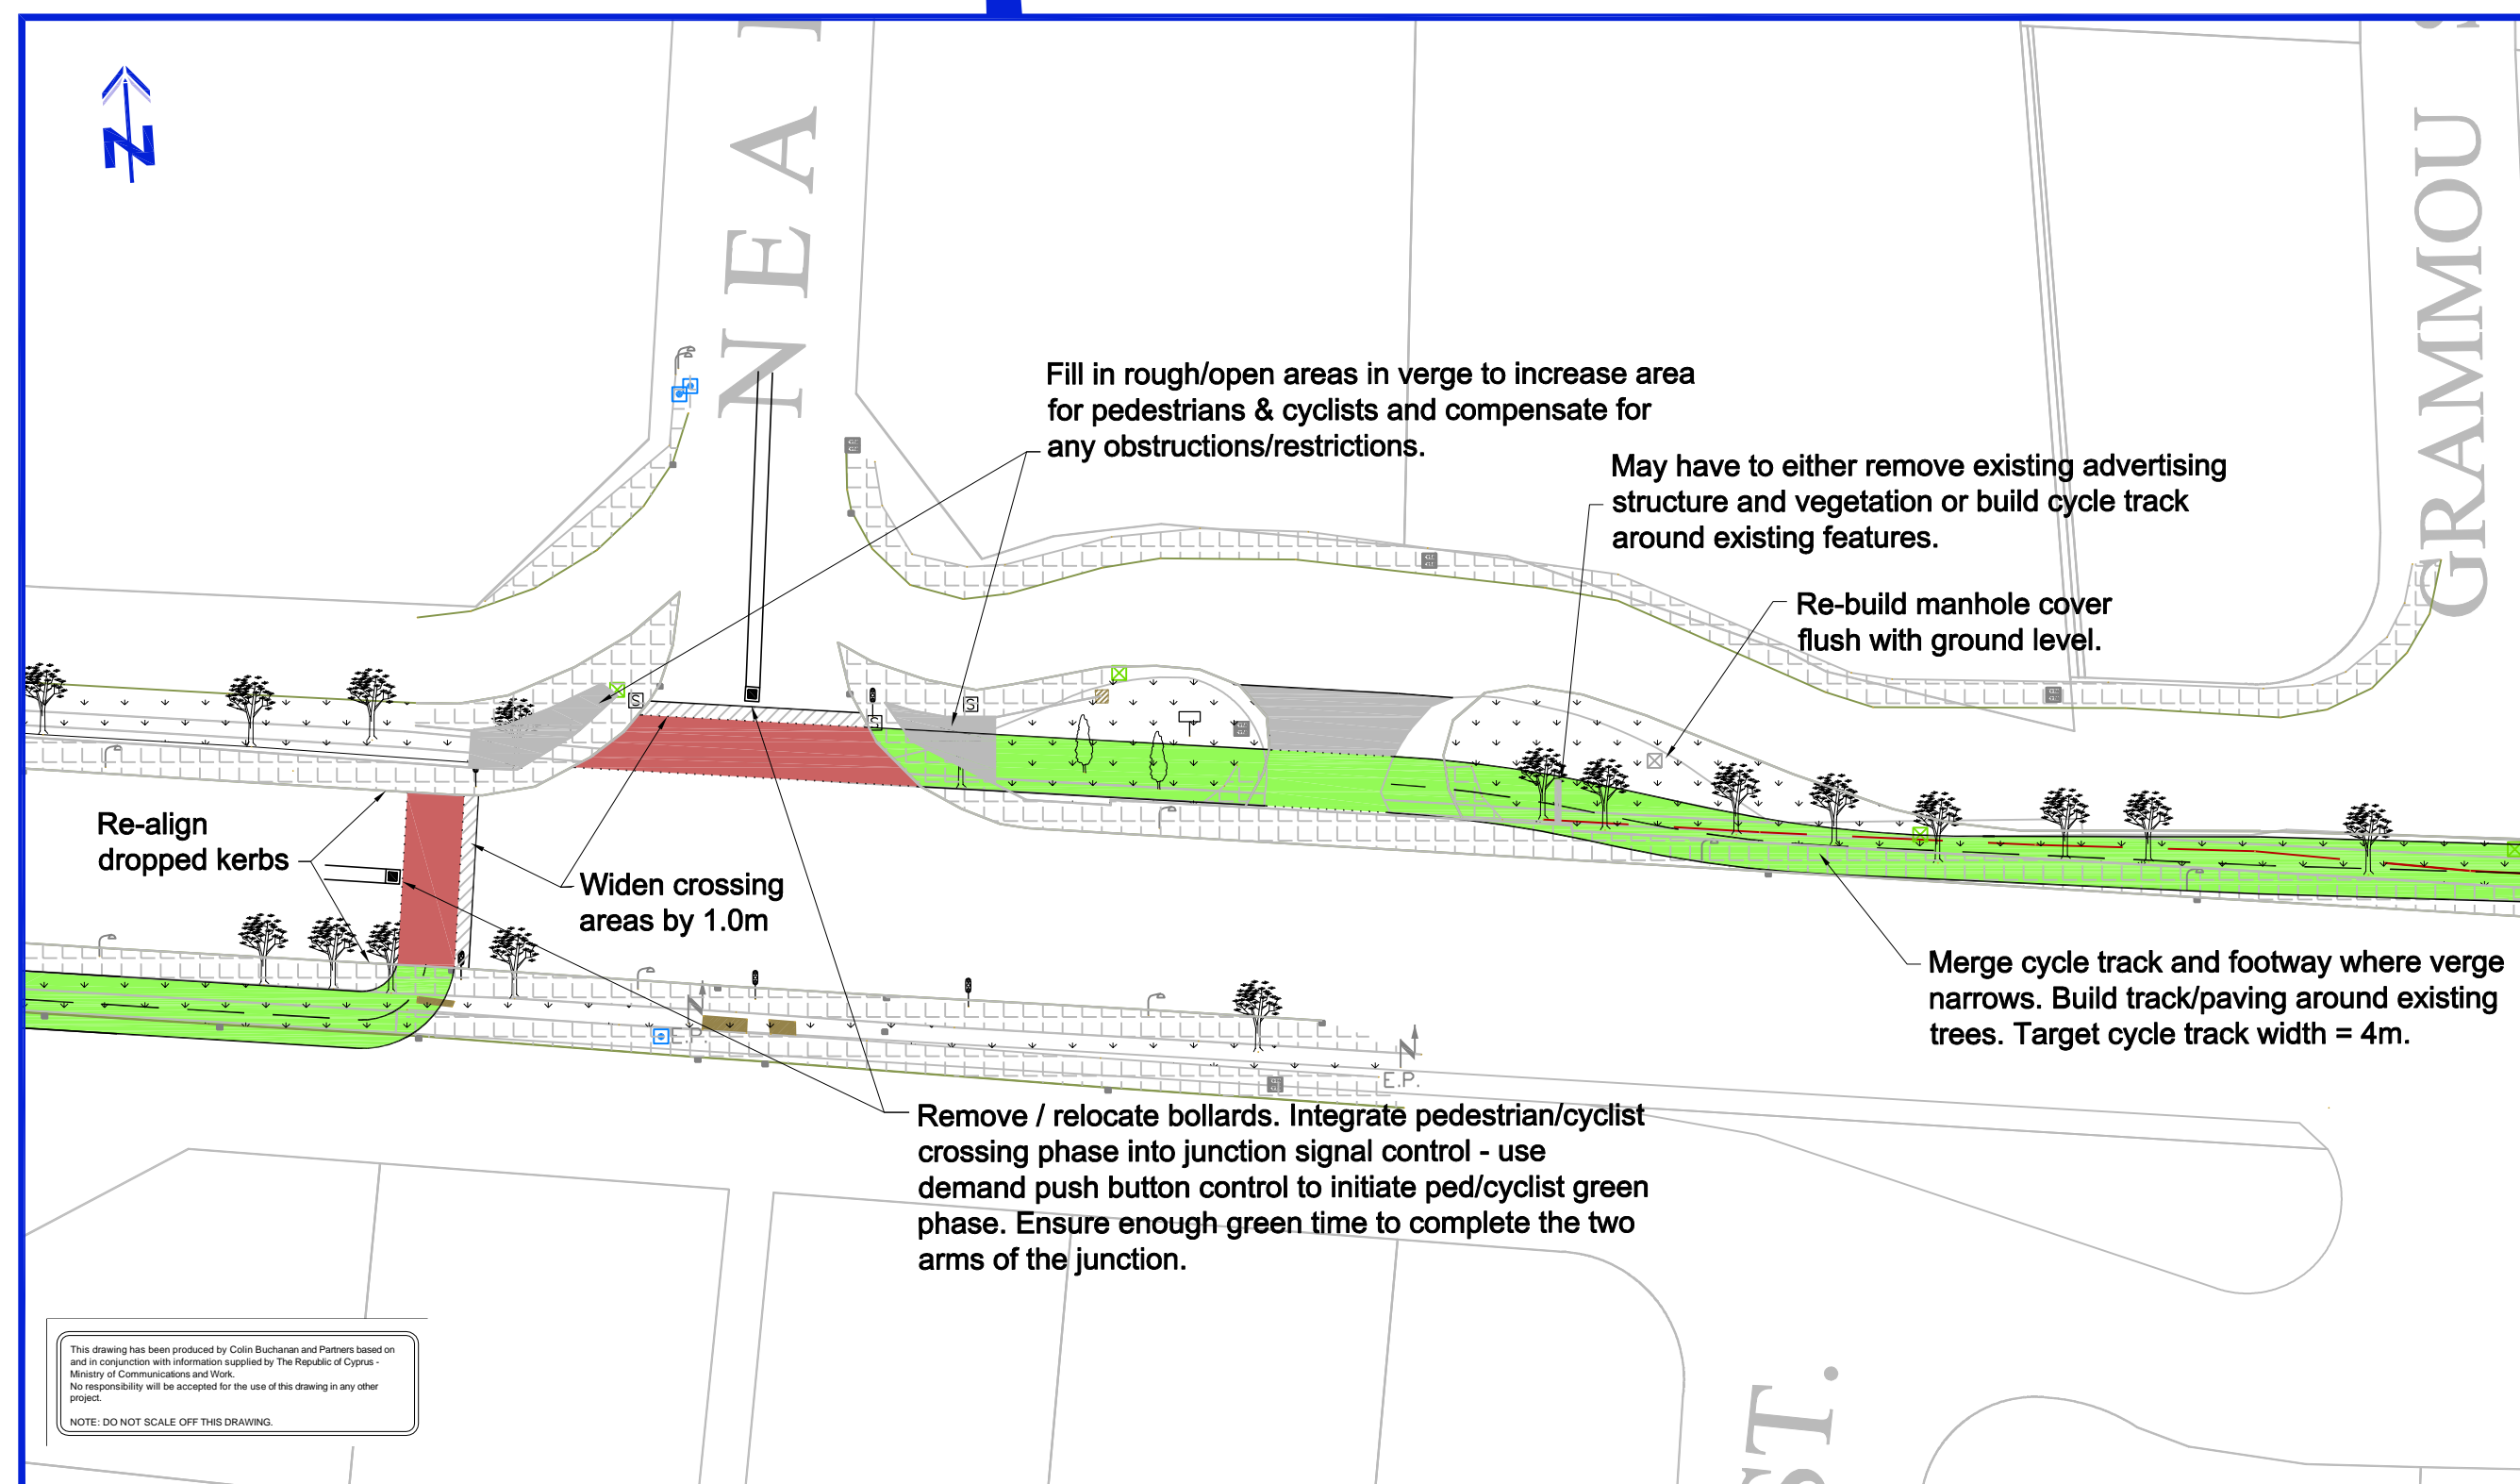 N
NEA
GRAMMOU
Fill in rough/open areas in verge to increase area
for pedestrians & cyclists and compensate for
any obstructions/restrictions.
May have to either remove existing advertising
structure and vegetation or build cycle track
around existing features.
Re-build manhole cover
flush with ground level.
S
S
S
Re-align
dropped kerbs
Widen crossing
areas by 1.0m
Merge cycle track and footway where verge
narrows. Build track/paving around existing
trees. Target cycle track width = 4m.
N
E.P.
N
E.P.
Remove / relocate bollards. Integrate pedestrian/cyclist
crossing phase into junction signal control - use
demand push button control to initiate ped/cyclist green
phase. Ensure enough green time to complete the two
arms of the junction.
This drawing has been produced by Colin Buchanan and Partners based on
and in conjunction with information supplied by The Republic of Cyprus -
Ministry of Communications and Work.
No responsibility will be accepted for the use of this drawing in any other
project.
NOTE: DO NOT SCALE OFF THIS DRAWING.
ST.